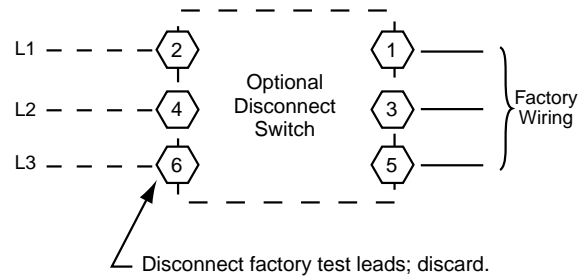 L1
2
1
L2
4
Optional
Disconnect
Switch
3
Factory
Wiring
L3
6
5
Disconnect factory test leads; discard.